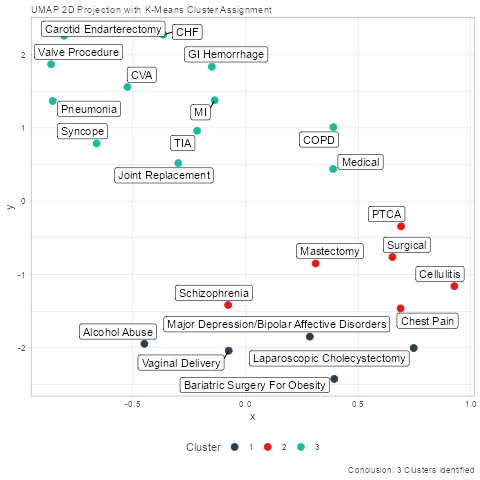 UMAP 2D Projection with K-Means Cluster Assignment
Carotid Endarterectomy
CHF
Valve Procedure
GI Hemorrhage
CVA
Pneumonia
MI
Syncope
TIA
COPD
Joint Replacement
Medical
PTCA
Mastectomy
Surgical
Cellulitis
Schizophrenia
Chest Pain
Major Depression/Bipolar Affective Disorders
Alcohol Abuse
Vaginal Delivery
Laparoscopic Cholecystectomy
Bariatric Surgery For Obesity
2
1
0
-1
-2
y
-0.5
0.0
0.5
1.0
x
Cluster 1 2 3
Conclusion: 3 Clusters Identified